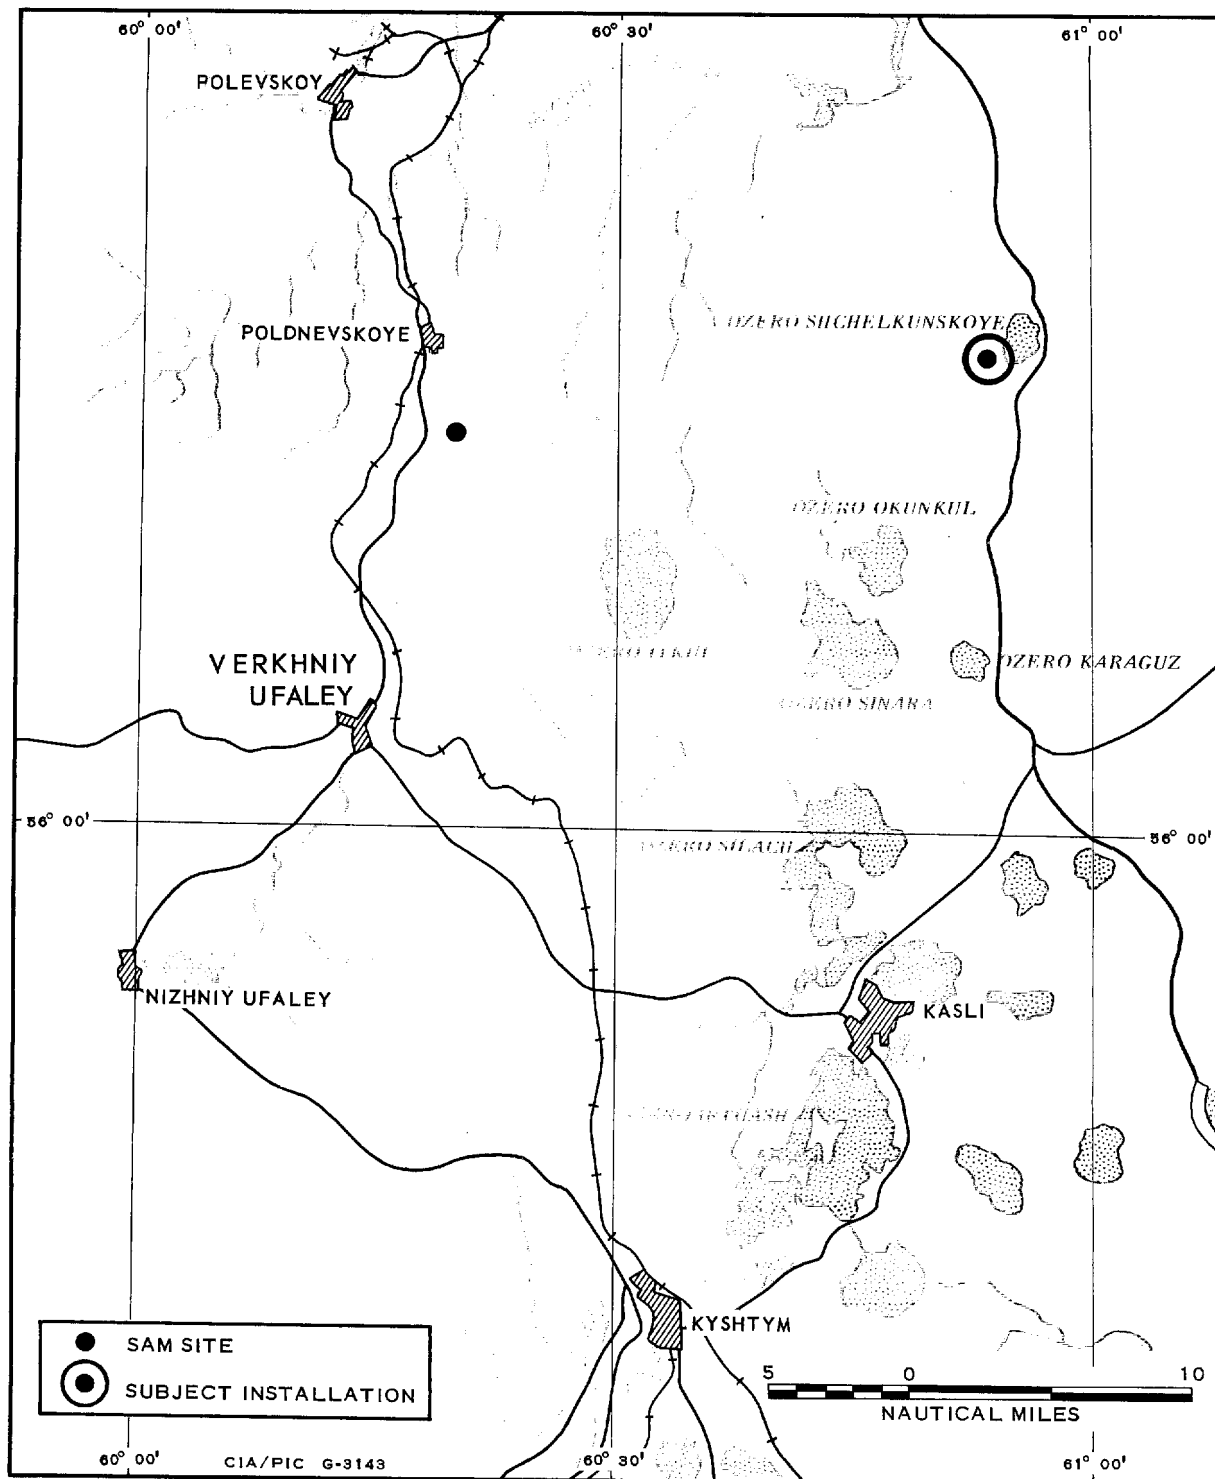 60° 00'
60° 30'
61° 00'
POLEVSKOY
OZERO SHCHELKUNSKOYE
POLDNEVSKOYE
OZERO OKUNKUL
VERKHNIY
UFALEY
OZERO ITKUL
OZERO KARAGUZ
OZERO SINARA
56° 00'
56° 00'
OZERO SILACH
NIZHNIY UFALEY
KASLI
KYSHTYM
SAM SITE
SUBJECT INSTALLATION
5 0 10
NAUTICAL MILES
60° 00'
CIA/PIC G-3143
60° 30'
61° 00'